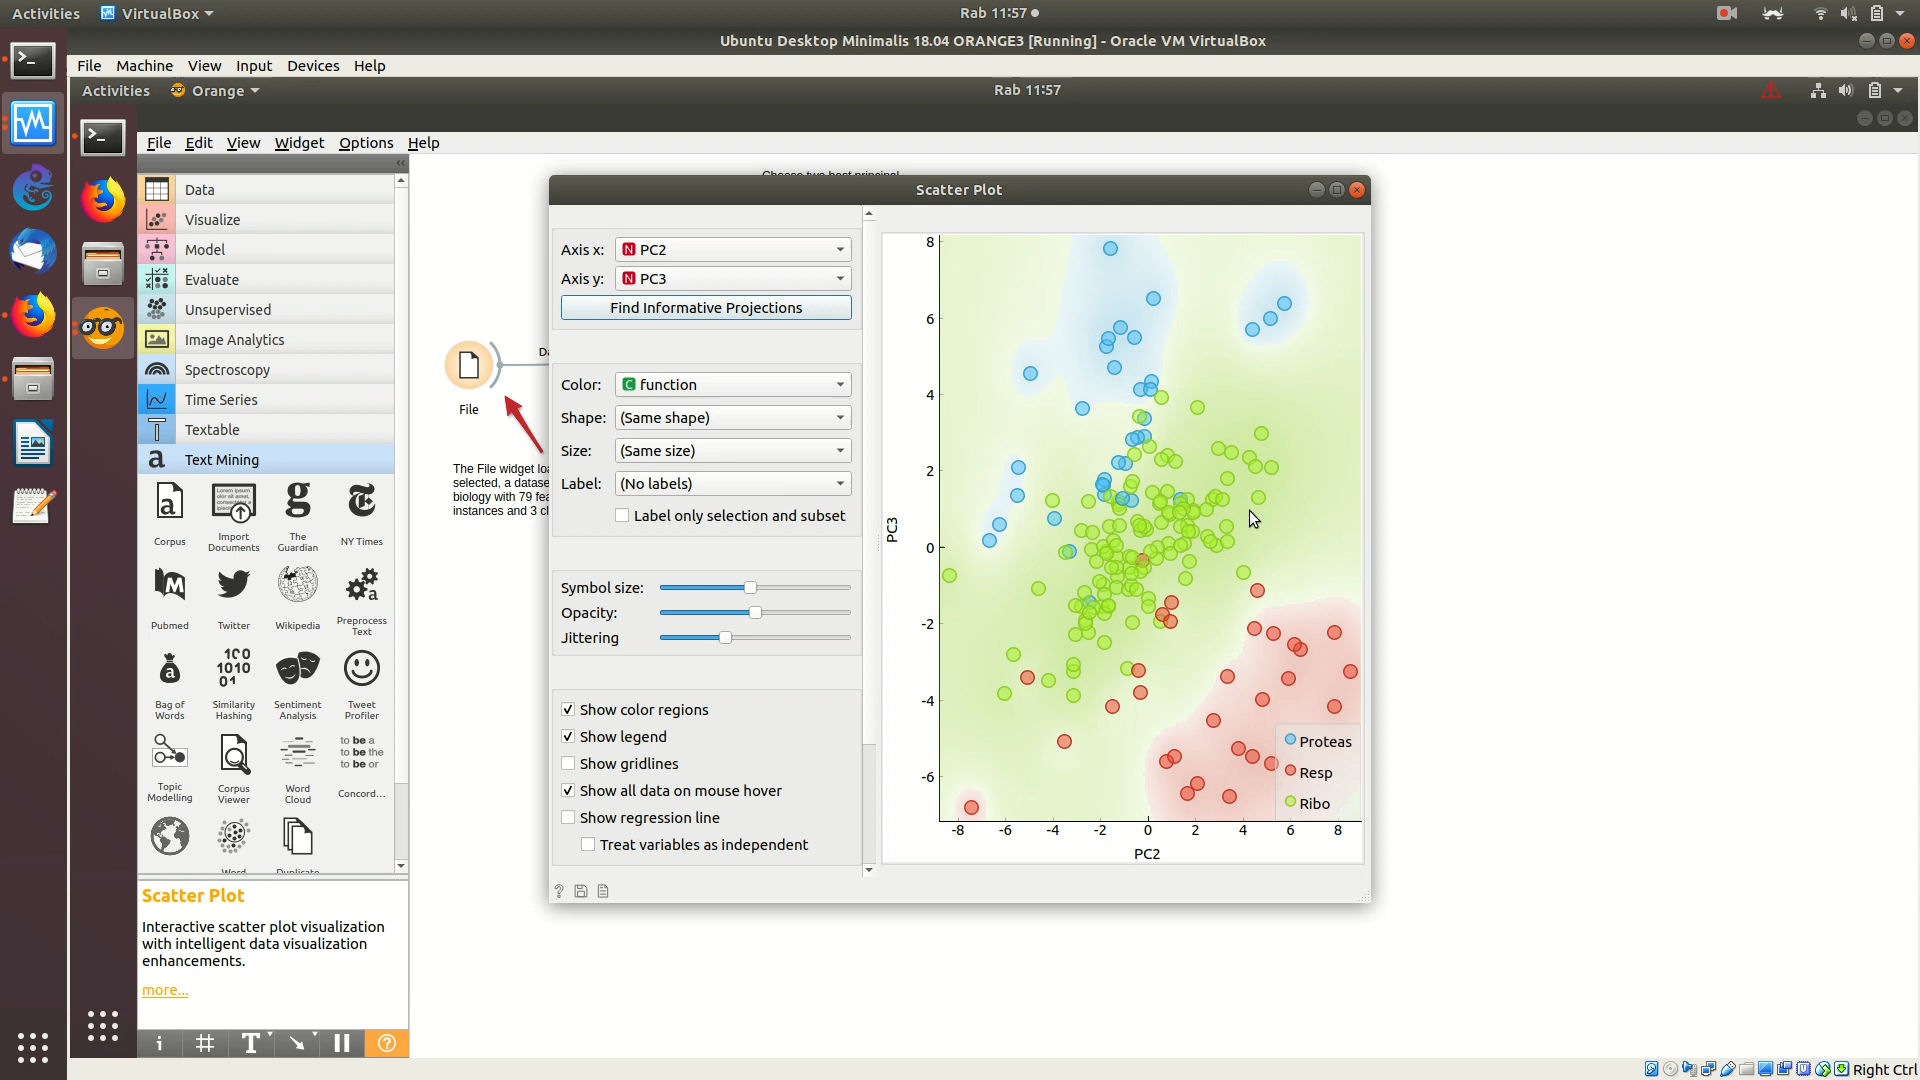 Activities
VirtualBox
Rab 11:57
Ubuntu Desktop Minimalis 18.04 ORANGE3 [Running] - Oracle VM VirtualBox
File Machine View Input Devices Help
Activities
Orange
Rab 11:57
File Edit View Widget Options Help
Data
Visualize
Model
Evaluate
Unsupervised
Image Analytics
Spectroscopy
Time Series
Textable
Text Mining
Corpus
Import Documents
The Guardian
NY Times
Pubmed
Twitter
Wikipedia
Preprocess Text
Bag of Words
Similarity Hashing
Sentiment Analysis
Tweet Profiler
Topic Modelling
Corpus Viewer
Word Cloud
Concord...
Scatter Plot
Interactive scatter plot visualization
with intelligent data visualization
enhancements.
more...
File
The File widget
selected, a datase
biology with 79
instances and 3
Scatter Plot
Axis x: N PC2
Axis y: N PC3
Find Informative Projections
Color: C function
Shape: (Same shape)
Size: (Same size)
Label: (No labels)
Label only selection and subset
Symbol size:
Opacity:
Jittering
Show color regions
Show legend
Show gridlines
Show all data on mouse hover
Show regression line
Treat variables as independent
PC3
8
6
4
2
0
-2
-4
-6
-8 -6 -4 -2 0 2 4 6 8
PC2
Proteas
Resp
Ribo
Right Ctrl